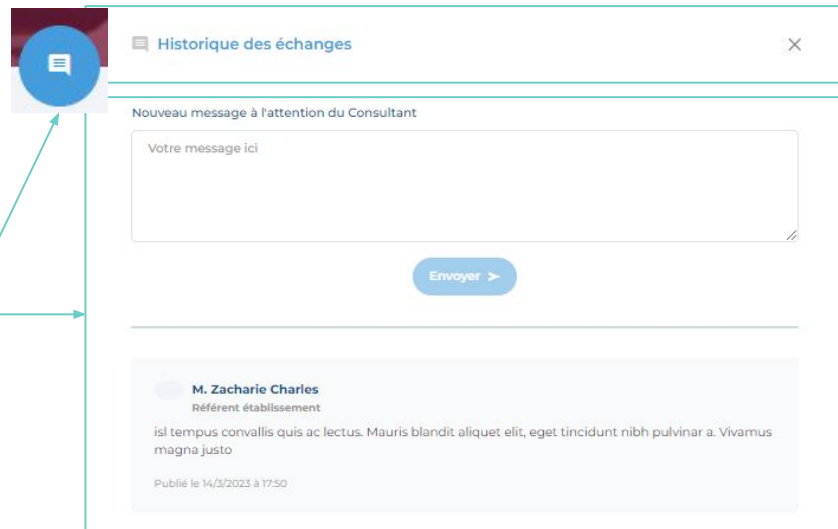 Historique des échanges
Nouveau message à l'attention du Consultant
Votre message ici
Envoyer
M. Zacharie Charles
Référent établissement
isl tempus convallis quis ac lectus. Mauris blandit aliquet elit, eget tincidunt nibh pulvinar a. Vivamus
magna justo
Publié le 14/3/2023 à 17:50